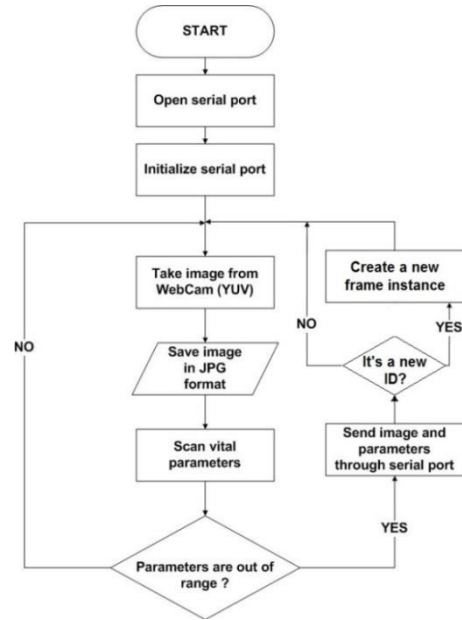 START
Open serial port
Initialize serial port
Take image from
WebCam (YUV)
Create a new
frame instance
NO
NO
YES
Save image
in JPG
format
It's a new
ID?
Scan vital
parameters
Send image and
parameters
through serial port
YES
Parameters are out of
range ?